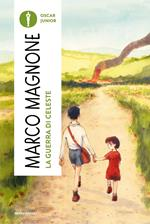 OSCAR JUNIOR
MARCO MAGNONE
LA GUERRA DI CELESTE